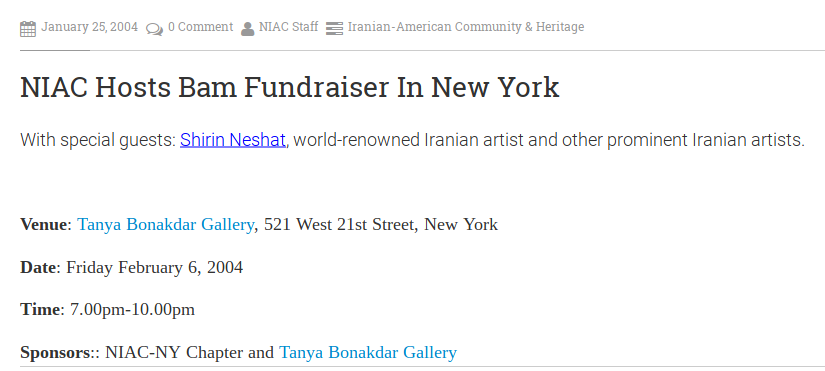 January 25, 2004 0 Comment NIAC Staff Iranian-American Community & Heritage
NIAC Hosts Bam Fundraiser In New York
With special guests: Shirin Neshat, world-renowned Iranian artist and other prominent Iranian artists.
Venue: Tanya Bonakdar Gallery, 521 West 21st Street, New York
Date: Friday February 6, 2004
Time: 7.00pm-10.00pm
Sponsors:: NIAC-NY Chapter and Tanya Bonakdar Gallery